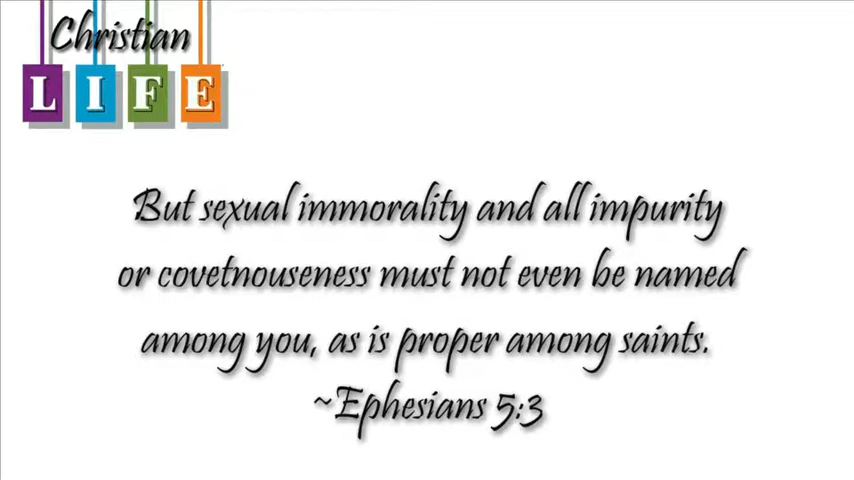 Christian
LIFE
But sexual immorality and all impurity
or covetnouseness must not even be named
among you, as is proper among saints.
~Ephesians 5:3